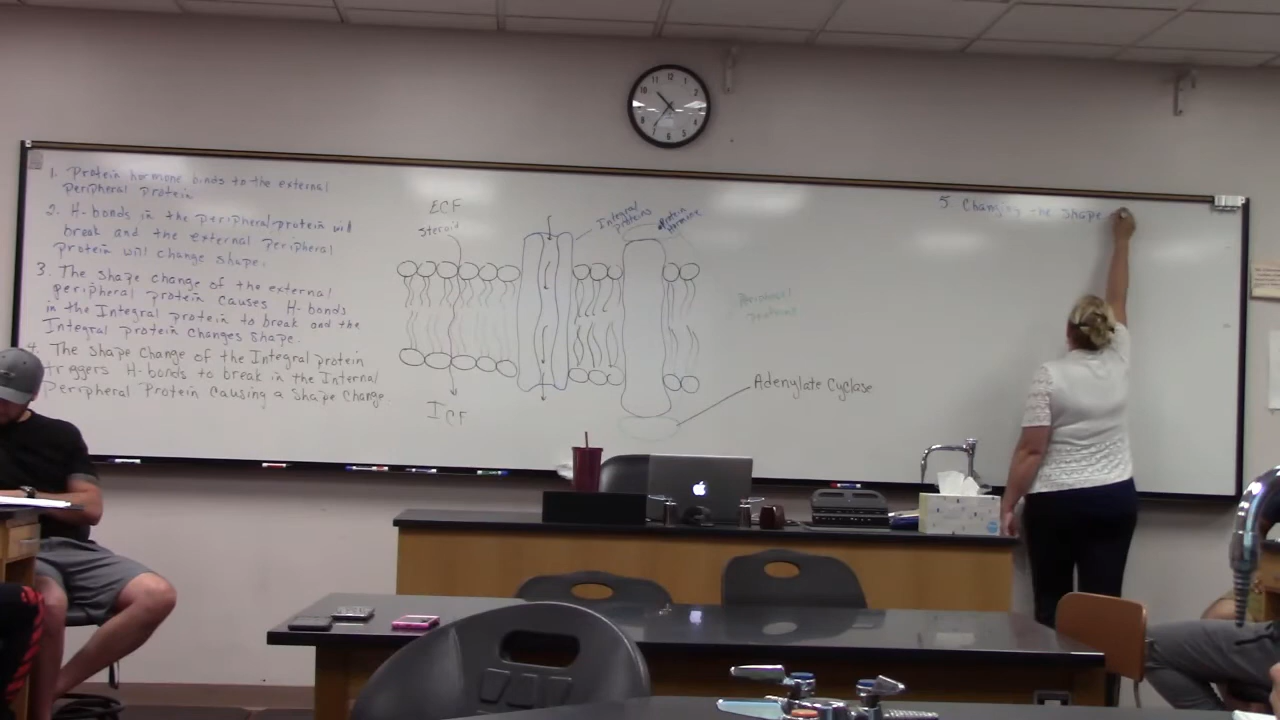 1. Protein hormone binds to the external
peripheral protein
2. H-bonds in the peripheral protein will
break and the external peripheral
protein will change shape.
3. The shape change of the external
peripheral protein causes H-bonds
in the Integral protein to break and the
Integral protein changes shape.
4. The shape change of the Integral protein
triggers H-bonds to break in the Internal
Peripheral Protein causing a shape change.
ECF
steroid
ICF
Integral
proteins
Protein
Hormone
Peripheral
proteins
Adenylate Cyclase
5. Changing the shape